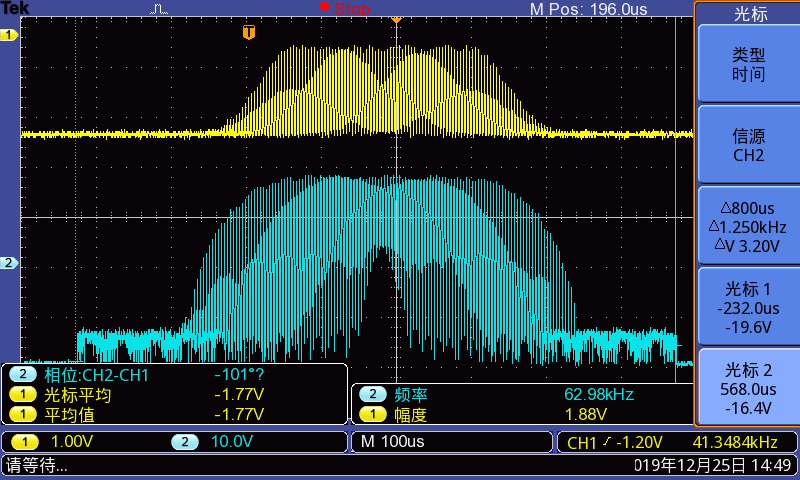 Tek Stop M Pos: 196.0us 光标
1
T
类型
时间
信源
CH2
2
△800us
△1.250kHz
△V 3.20V
光标 1
-232.0us
-19.6V
光标 2
568.0us
-16.4V
2 相位:CH2-CH1 -101°?
1 光标平均 -1.77V
2 频率 62.98kHz
1 平均值 -1.77V
1 幅度 1.88V
1 1.00V 2 10.0V M 100us CH1 -1.20V 41.3484kHz
请等待... 019年12月25日 14:49